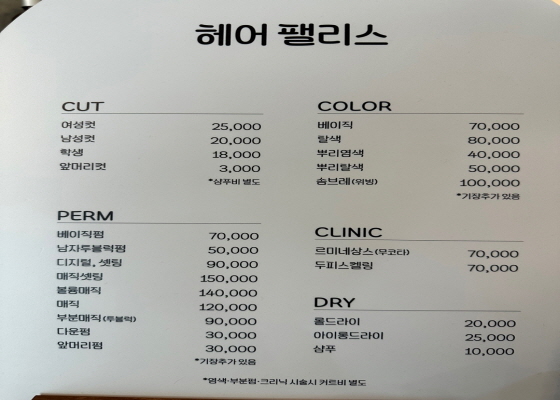 헤어 팰리스
CUT
여성컷 25,000
남성컷 20,000
학생 18,000
앞머리컷 3,000
*샴푸비 별도
PERM
베이직펌 70,000
남자투블럭펌 50,000
디지털, 셋팅 90,000
매직셋팅 150,000
볼륨매직 140,000
매직 120,000
부분매직(투블럭) 90,000
다운펌 30,000
앞머리펌 30,000
*기장추가 있음
COLOR
베이직 70,000
탈색 80,000
뿌리염색 40,000
뿌리탈색 50,000
솜브레(위빙) 100,000
*기장추가 있음
CLINIC
르미네상스(무코타) 70,000
두피스켈링 70,000
DRY
롤드라이 20,000
아이롱드라이 25,000
샴푸 10,000
*염색·부분펌·크리닉 시술시 커트비 별도